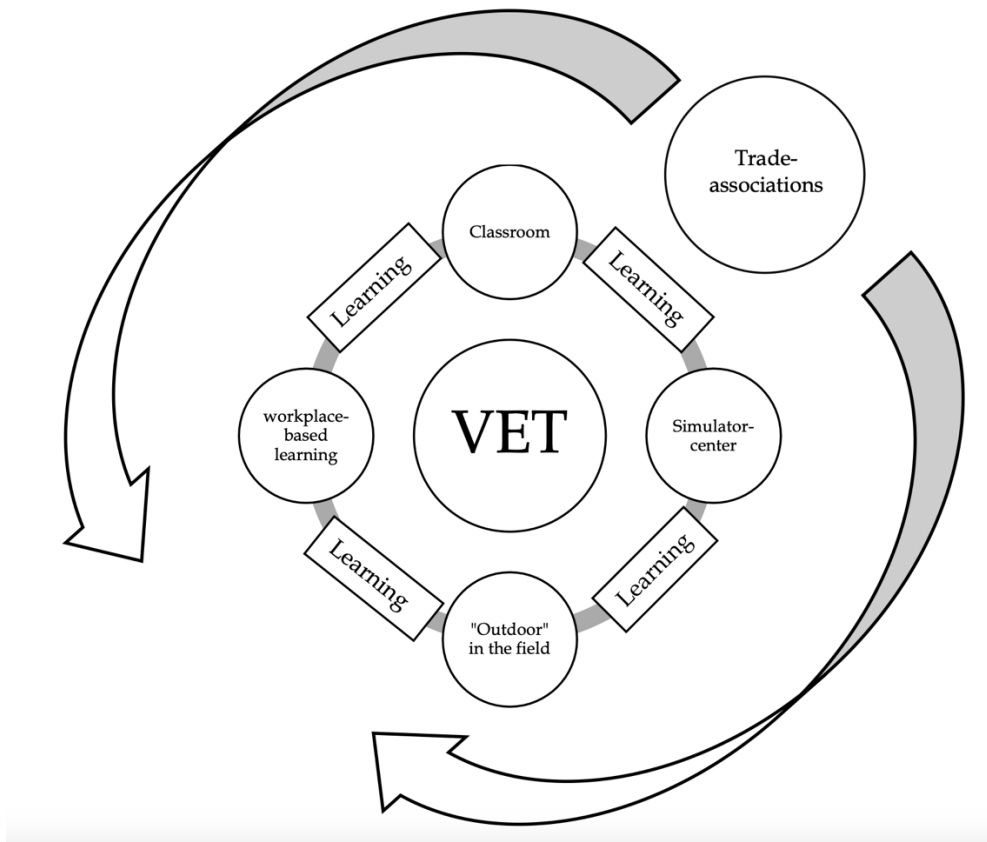 Trade-
associations
Classroom
Learning
Learning
workplace-
based
learning
VET
Simulator-
center
Learning
Learning
"Outdoor"
in the field